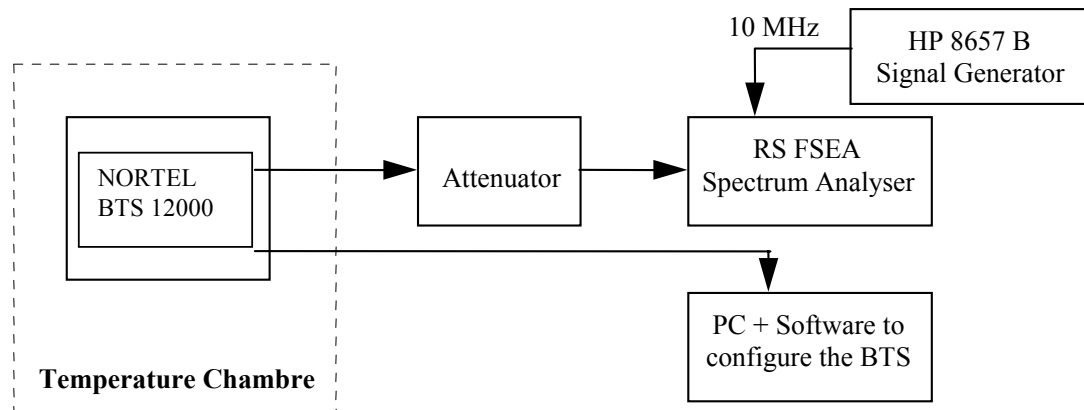 10 MHz
HP 8657 B
Signal Generator
NORTEL
BTS 12000
Attenuator
RS FSEA
Spectrum Analyser
PC + Software to
configure the BTS
Temperature Chambre